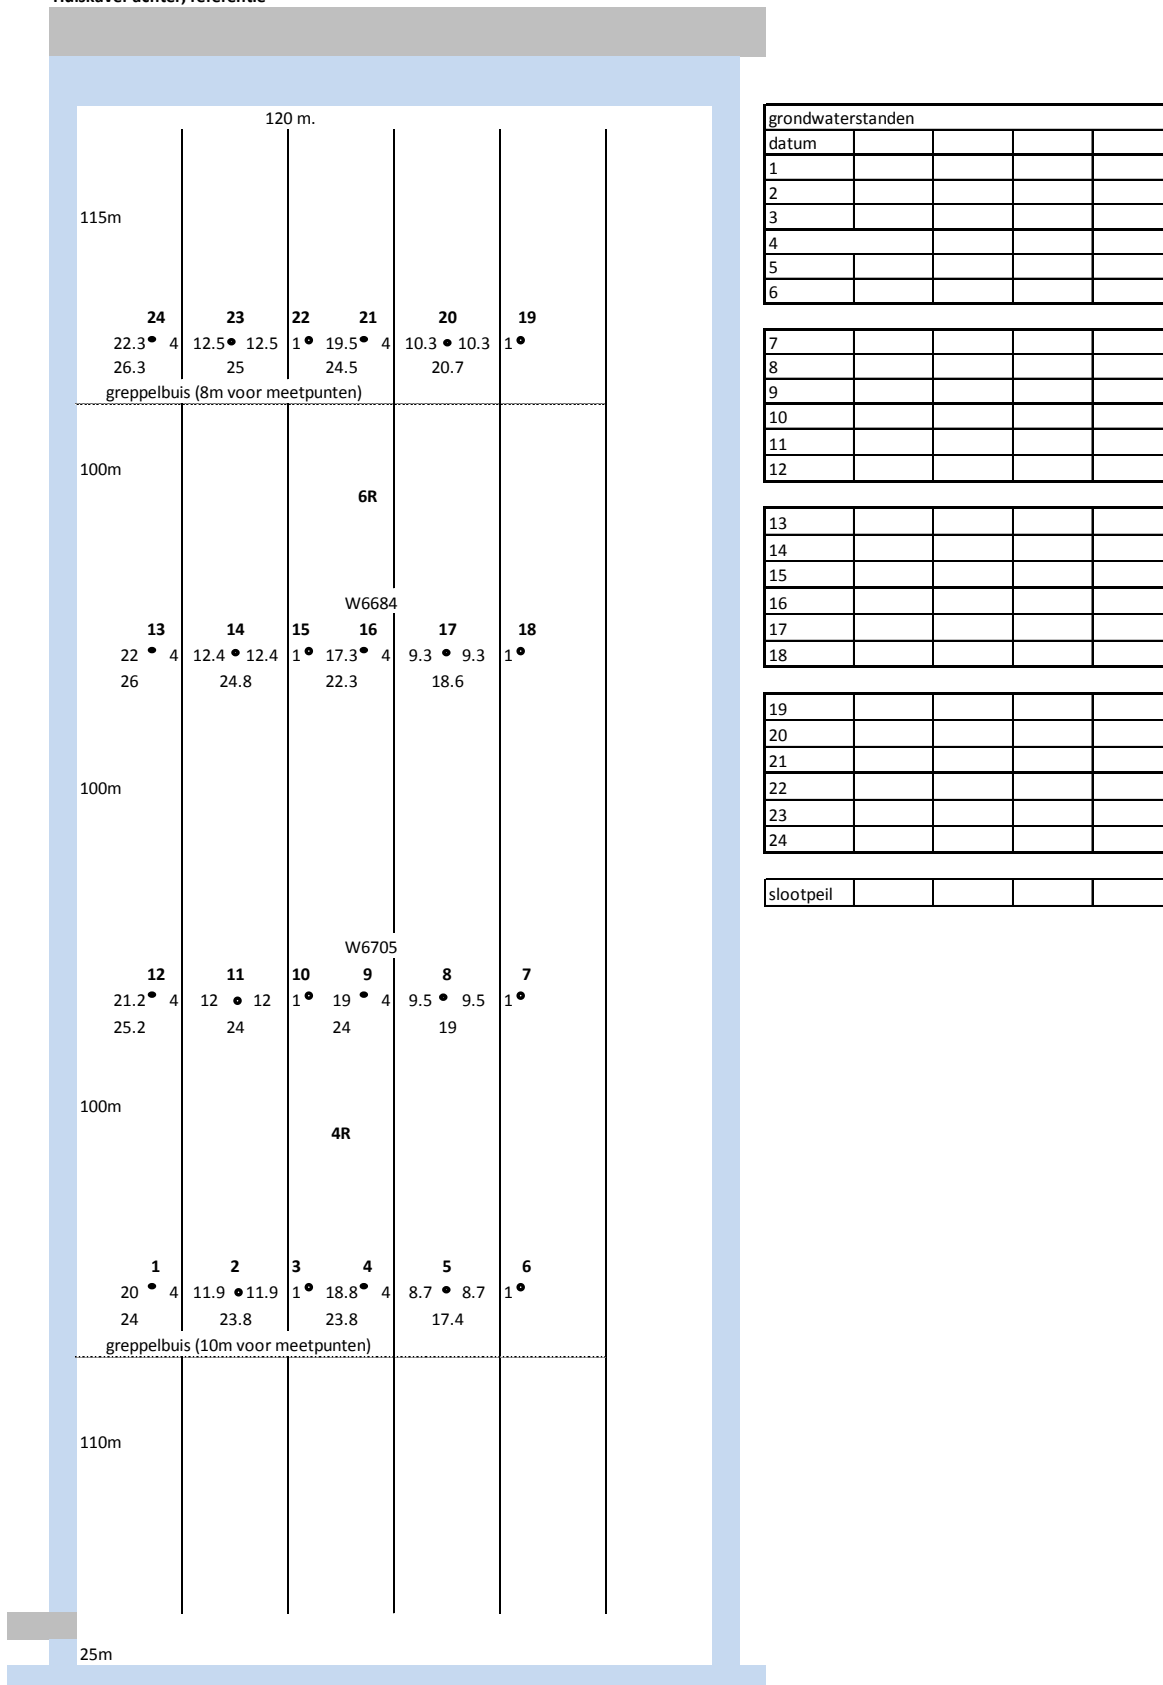 Huiskavel achter, referentie
120 m.
115m
24 23 22 21 20 19
22.3 4 12.5 12.5 1 19.5 4 10.3 10.3 1
26.3 25 24.5 20.7
greppelbuis (8m voor meetpunten)
100m
6R
W6684
13 14 15 16 17 18
22 4 12.4 12.4 1 17.3 4 9.3 9.3 1
26 24.8 22.3 18.6
100m
W6705
12 11 10 9 8 7
21.2 4 12 12 1 19 4 9.5 9.5 1
25.2 24 24 19
100m
4R
1 2 3 4 5 6
20 4 11.9 11.9 1 18.8 4 8.7 8.7 1
24 23.8 23.8 17.4
greppelbuis (10m voor meetpunten)
110m
25m
grondwaterstanden
datum
1
2
3
4
5
6
7
8
9
10
11
12
13
14
15
16
17
18
19
20
21
22
23
24
slootpeil